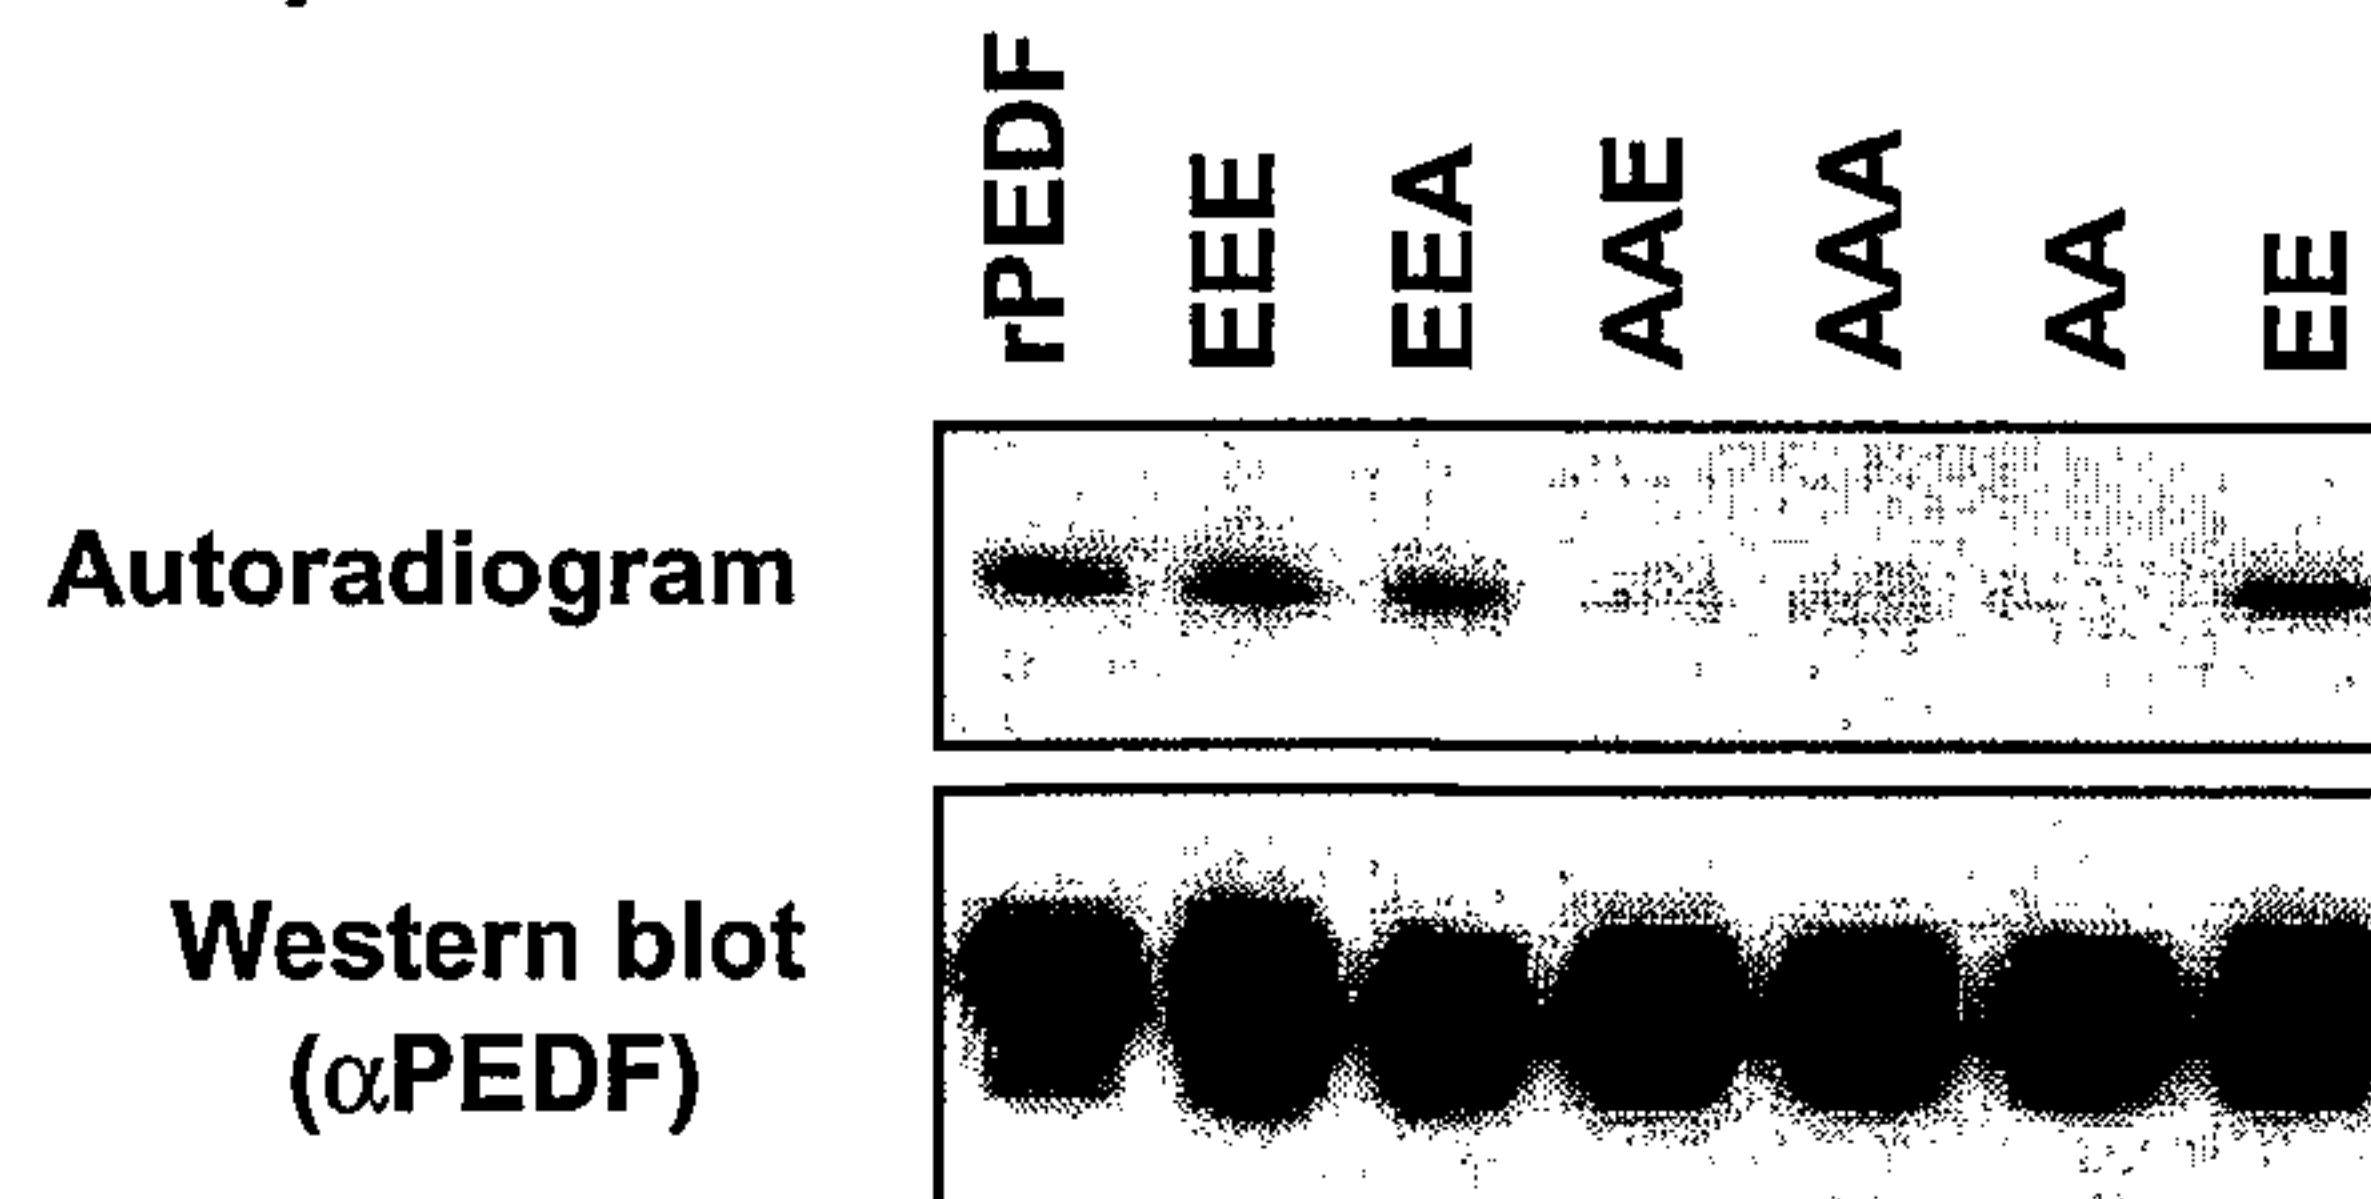 rPEDF
EEE
EEA
AAE
AAA
AA
EE
Autoradiogram
Western blot
(αPEDF)